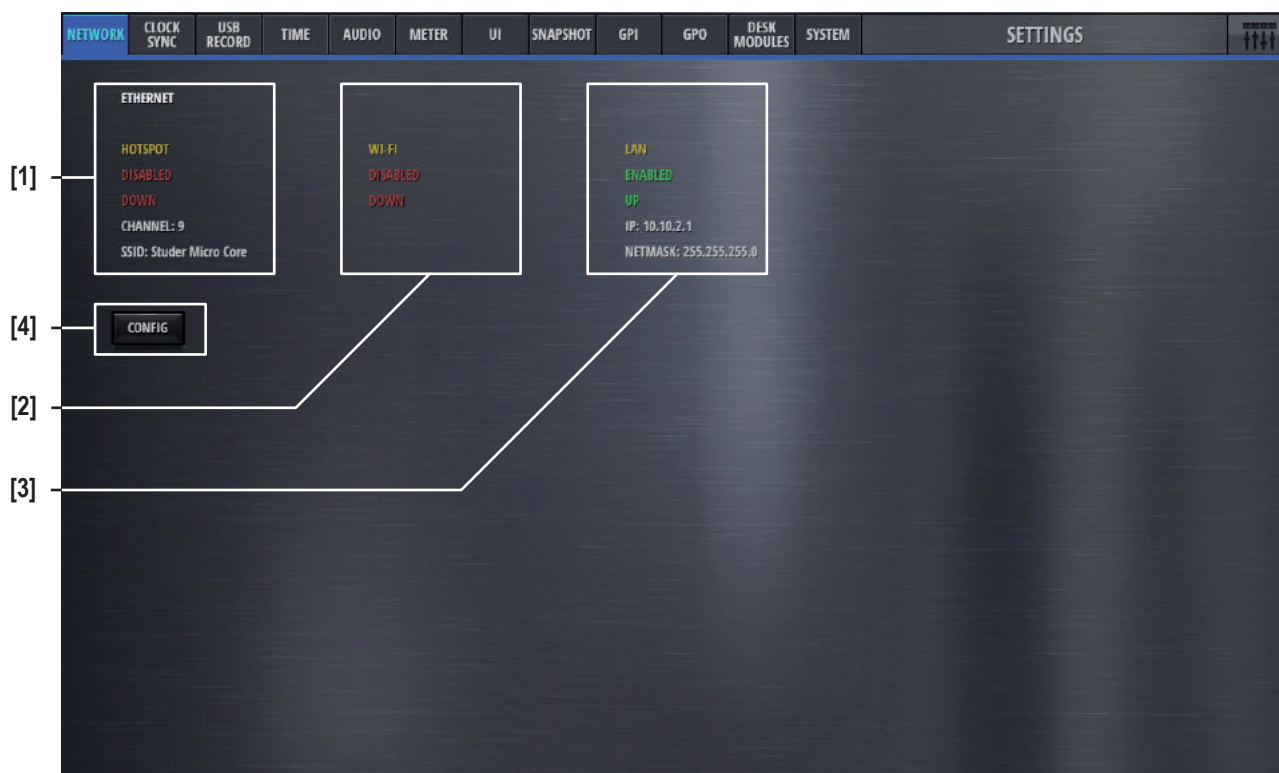 NETWORK
CLOCK
SYNC
USB
RECORD
TIME
AUDIO
METER
UI
SNAPSHOT
GPI
GPO
DESK
MODULES
SYSTEM
SETTINGS
ETHERNET
[1]
HOTSPOT
DISABLED
DOWN
CHANNEL: 9
SSID: Studer Micro Core
WI-FI
DISABLED
DOWN
LAN
ENABLED
UP
IP: 10.10.2.1
NETMASK: 255.255.255.0
[4]
CONFIG
[2]
[3]